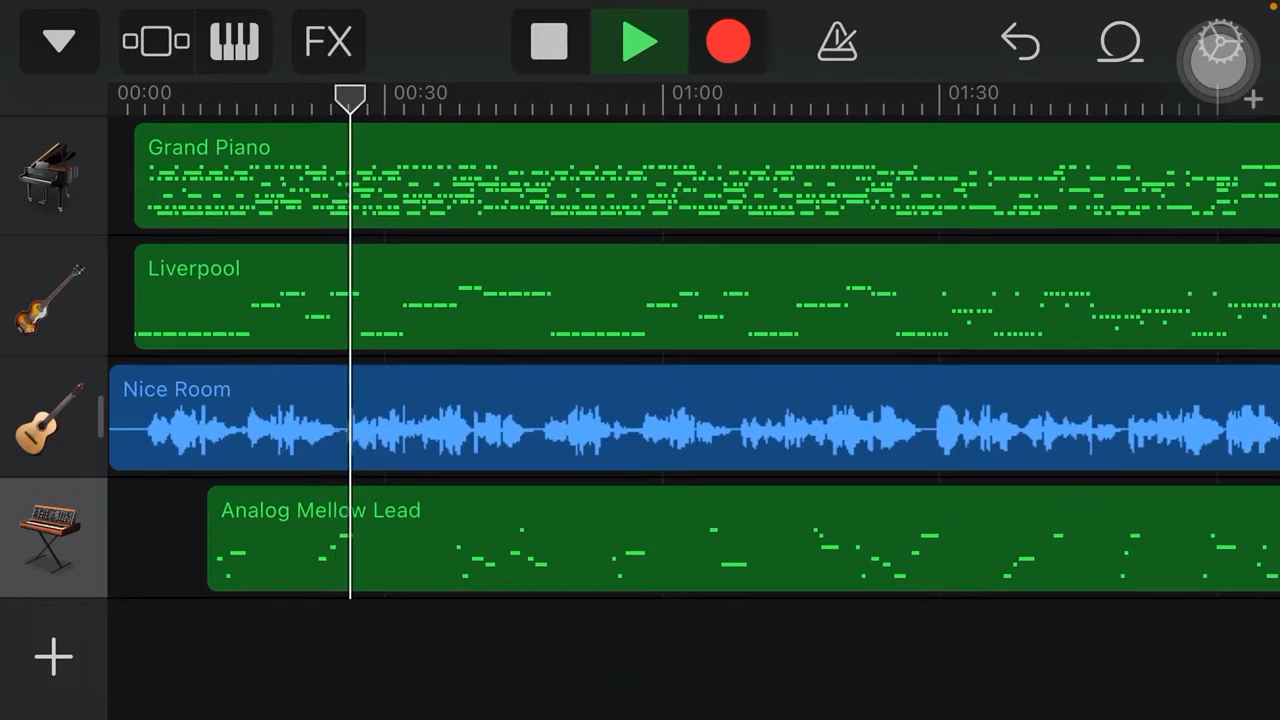 FX
00:00 00:30 01:00 01:30
Grand Piano
Liverpool
Nice Room
Analog Mellow Lead